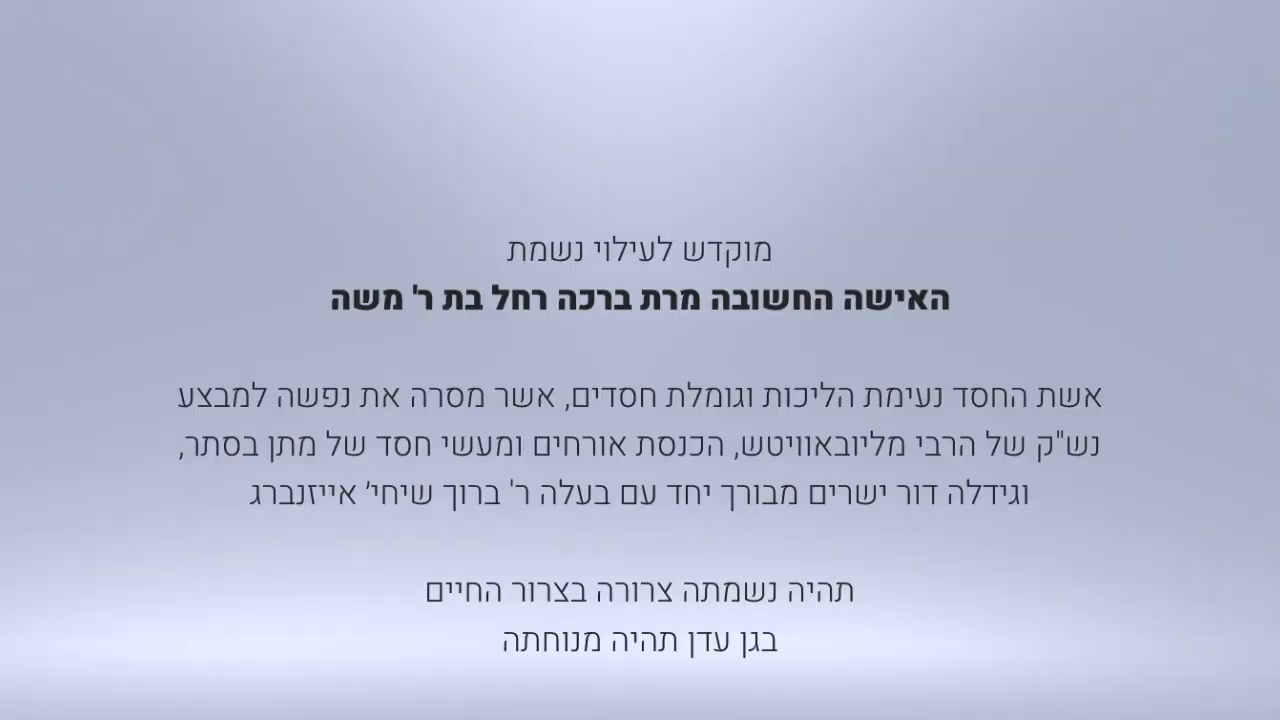 מוקדש לעילוי נשמת
האישה החשובה מרת ברכה רחל בת ר' משה
אשת החסד נעימת הליכות וגומלת חסדים, אשר מסרה את נפשה למבצע
נש"ק של הרבי מליובאוויטש, הכנסת אורחים ומעשי חסד של מתן בסתר,
וגידלה דור ישרים מבורך יחד עם בעלה ר' ברוך שיחי׳ אייזנברג
תהיה נשמתה צרורה בצרור החיים
בגן עדן תהיה מנוחתה